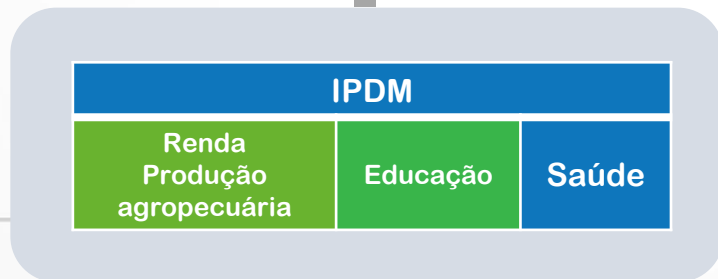 IPDM
Renda
Produção
agropecuária
Educação
Saúde